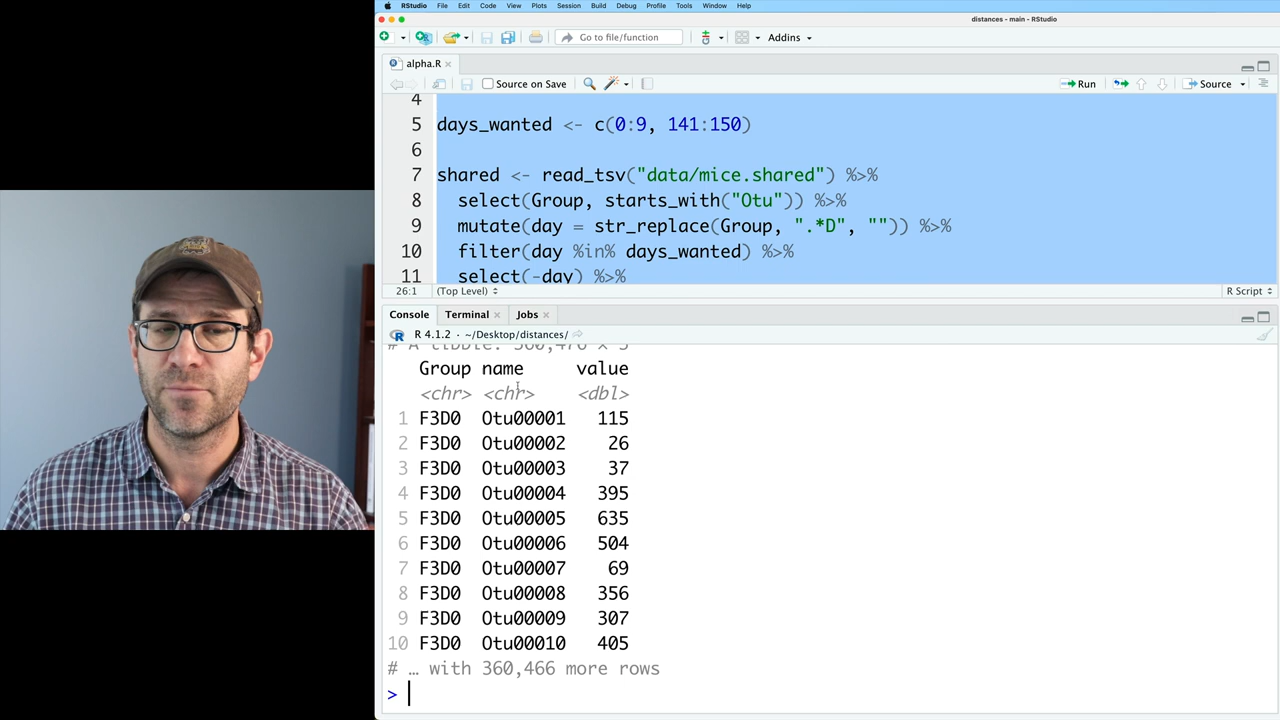 RStudio File Edit Code View Plots Session Build Debug Profile Tools Window Help
distances - main - RStudio
Go to file/function Addins
alpha.R
Source on Save Run Source
4
5 days_wanted <- c(0:9, 141:150)
6
7 shared <- read_tsv("data/mice.shared") %>%
8 select(Group, starts_with("Otu")) %>%
9 mutate(day = str_replace(Group, ".*D", "")) %>%
10 filter(day %in% days_wanted) %>%
11 select(-day) %>%
26:1 (Top Level) R Script
Console Terminal Jobs
R 4.1.2 · ~/Desktop/distances/
# A tibble: 360,476 × 3
Group name value
<chr> <chr> <dbl>
1 F3D0 Otu00001 115
2 F3D0 Otu00002 26
3 F3D0 Otu00003 37
4 F3D0 Otu00004 395
5 F3D0 Otu00005 635
6 F3D0 Otu00006 504
7 F3D0 Otu00007 69
8 F3D0 Otu00008 356
9 F3D0 Otu00009 307
10 F3D0 Otu00010 405
# … with 360,466 more rows
>